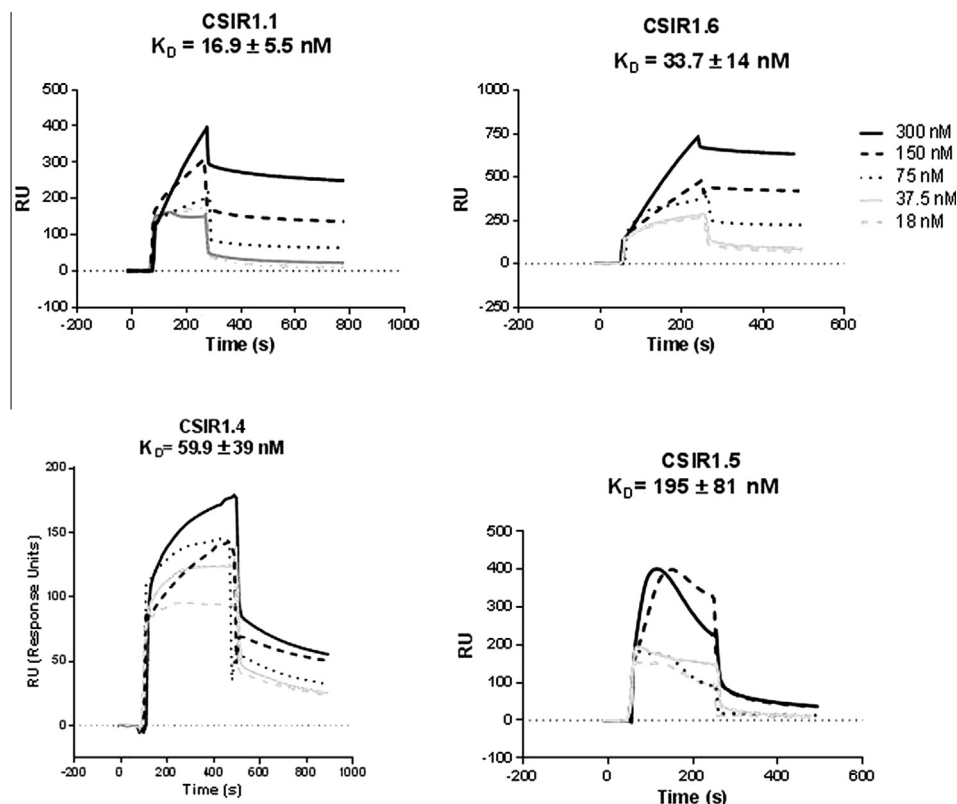 CSIR1.1
K_D = 16.9 ± 5.5 nM
RU
500
400
300
200
100
0
-100
-200
0
200
400
600
800
1000
Time (s)
CSIR1.6
K_D = 33.7 ± 14 nM
RU
1000
750
500
250
0
-250
-200
0
200
400
600
Time (s)
300 nM
150 nM
75 nM
37.5 nM
18 nM
CSIR1.4
K_D= 59.9 ±39 nM
RU (Response Units)
200
150
100
50
0
-200
0
200
400
600
800
1000
Time (s)
CSIR1.5
K_D= 195 ± 81 nM
RU
500
400
300
200
100
0
-100
-200
0
200
400
600
Time (s)